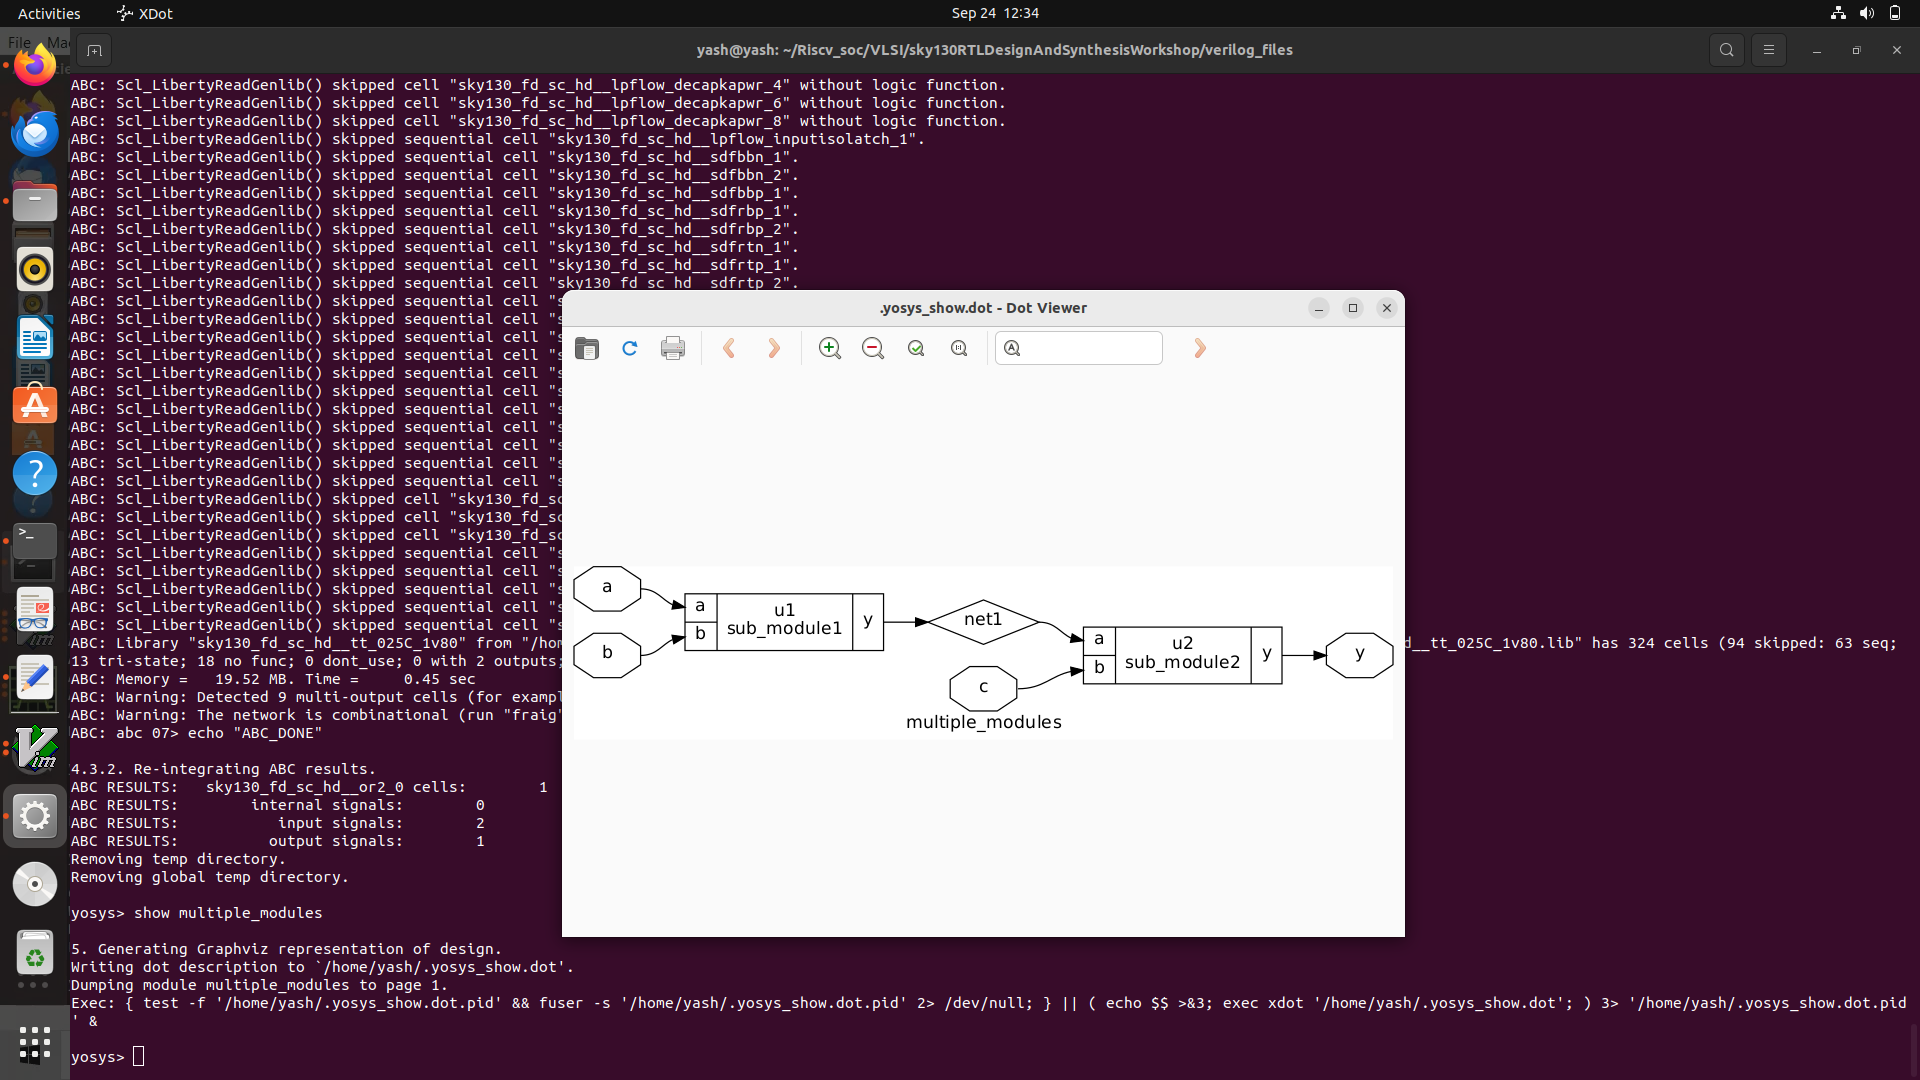 Activities
XDot
Sep 24 12:34
File
yash@yash: ~/Riscv_soc/VLSI/sky130RTLDesignAndSynthesisWorkshop/verilog_files
ABC: Scl_LibertyReadGenlib() skipped cell "sky130_fd_sc_hd__lpflow_decapkapwr_4" without logic function.
ABC: Scl_LibertyReadGenlib() skipped cell "sky130_fd_sc_hd__lpflow_decapkapwr_6" without logic function.
ABC: Scl_LibertyReadGenlib() skipped cell "sky130_fd_sc_hd__lpflow_decapkapwr_8" without logic function.
ABC: Scl_LibertyReadGenlib() skipped sequential cell "sky130_fd_sc_hd__lpflow_inputisolatch_1".
ABC: Scl_LibertyReadGenlib() skipped sequential cell "sky130_fd_sc_hd__sdfbbn_1".
ABC: Scl_LibertyReadGenlib() skipped sequential cell "sky130_fd_sc_hd__sdfbbn_2".
ABC: Scl_LibertyReadGenlib() skipped sequential cell "sky130_fd_sc_hd__sdfbbp_1".
ABC: Scl_LibertyReadGenlib() skipped sequential cell "sky130_fd_sc_hd__sdfrbp_1".
ABC: Scl_LibertyReadGenlib() skipped sequential cell "sky130_fd_sc_hd__sdfrbp_2".
ABC: Scl_LibertyReadGenlib() skipped sequential cell "sky130_fd_sc_hd__sdfrtn_1".
ABC: Scl_LibertyReadGenlib() skipped sequential cell "sky130_fd_sc_hd__sdfrtp_1".
ABC: Scl_LibertyReadGenlib() skipped sequential cell "sky130_fd_sc_hd__sdfrtp_2".
ABC: Scl_LibertyReadGenlib() skipped sequential cell "s
ABC: Scl_LibertyReadGenlib() skipped sequential cell "s
ABC: Scl_LibertyReadGenlib() skipped sequential cell "s
ABC: Scl_LibertyReadGenlib() skipped sequential cell "s
ABC: Scl_LibertyReadGenlib() skipped sequential cell "s
ABC: Scl_LibertyReadGenlib() skipped sequential cell "s
ABC: Scl_LibertyReadGenlib() skipped sequential cell "s
ABC: Scl_LibertyReadGenlib() skipped sequential cell "s
ABC: Scl_LibertyReadGenlib() skipped sequential cell "s
ABC: Scl_LibertyReadGenlib() skipped sequential cell "s
ABC: Scl_LibertyReadGenlib() skipped sequential cell "s
ABC: Scl_LibertyReadGenlib() skipped cell "sky130_fd_sc
ABC: Scl_LibertyReadGenlib() skipped cell "sky130_fd_sc
ABC: Scl_LibertyReadGenlib() skipped cell "sky130_fd_sc
ABC: Scl_LibertyReadGenlib() skipped sequential cell "s
ABC: Scl_LibertyReadGenlib() skipped sequential cell "s
ABC: Scl_LibertyReadGenlib() skipped sequential cell "s
ABC: Scl_LibertyReadGenlib() skipped sequential cell "s
ABC: Scl_LibertyReadGenlib() skipped sequential cell "s
ABC: Library "sky130_fd_sc_hd__tt_025C_1v80" from "/hom d__tt_025C_1v80.lib" has 324 cells (94 skipped: 63 seq;
13 tri-state; 18 no func; 0 dont_use; 0 with 2 outputs;
ABC: Memory =   19.52 MB. Time =     0.45 sec
ABC: Warning: Detected 9 multi-output cells (for exampl
ABC: Warning: The network is combinational (run "fraig"
ABC: abc 07> echo "ABC_DONE"
4.3.2. Re-integrating ABC results.
ABC RESULTS:   sky130_fd_sc_hd__or2_0 cells:        1
ABC RESULTS:        internal signals:        0
ABC RESULTS:           input signals:        2
ABC RESULTS:          output signals:        1
Removing temp directory.
Removing global temp directory.
yosys> show multiple_modules
5. Generating Graphviz representation of design.
Writing dot description to `/home/yash/.yosys_show.dot'.
Dumping module multiple_modules to page 1.
Exec: { test -f '/home/yash/.yosys_show.dot.pid' && fuser -s '/home/yash/.yosys_show.dot.pid' 2> /dev/null; } || ( echo $$ >&3; exec xdot '/home/yash/.yosys_show.dot'; ) 3> '/home/yash/.yosys_show.dot.pid
' &
yosys>
.yosys_show.dot - Dot Viewer
a
b
a
b
u1
sub_module1
y
net1
c
a
b
u2
sub_module2
y
y
multiple_modules